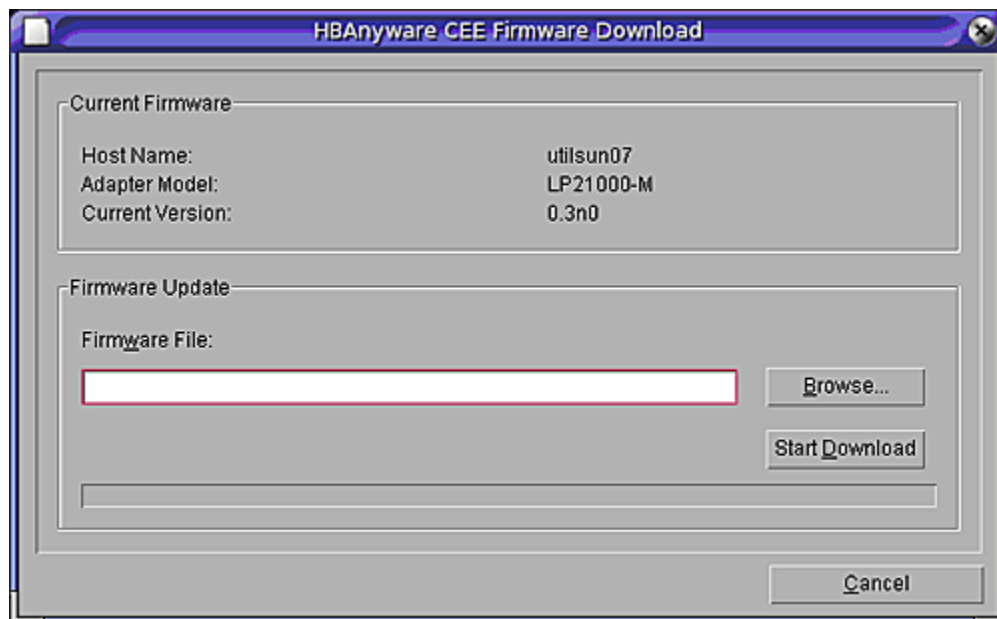 HBAnyware CEE Firmware Download
Current Firmware
Host Name: utilsun07
Adapter Model: LP21000-M
Current Version: 0.3n0
Firmware Update
Firmware File:
Browse...
Start Download
Cancel